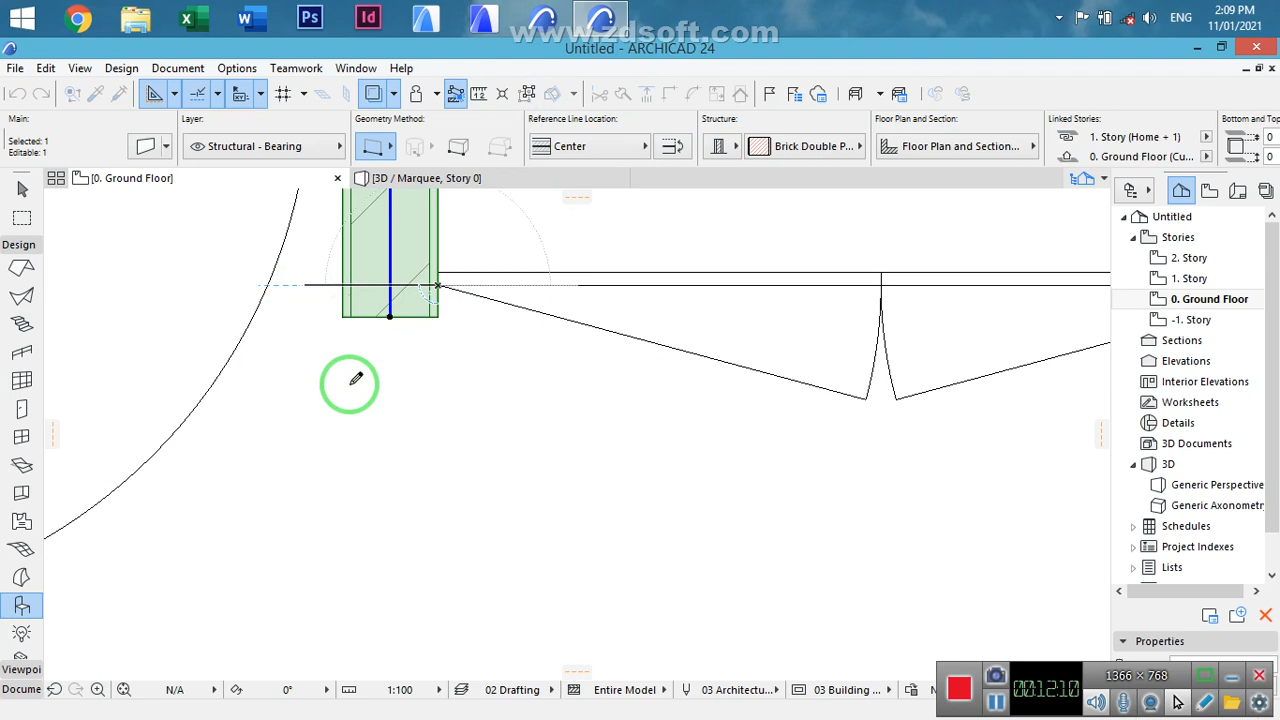 2:09 PM
ENG
11/01/2021
www.zdsoft.com
Untitled - ARCHICAD 24
File Edit View Design Document Options Teamwork Window Help
Main:
Layer:
Geometry Method:
Reference Line Location:
Structure:
Floor Plan and Section:
Linked Stories:
Bottom and Top
Selected: 1
Editable: 1
Structural - Bearing
Center
Brick Double P...
Floor Plan and Section...
1. Story (Home + 1)
0. Ground Floor (Cu...
0
0
[0. Ground Floor]
[3D / Marquee, Story 0]
Design
Untitled
Stories
2. Story
1. Story
0. Ground Floor
-1. Story
Sections
Elevations
Interior Elevations
Worksheets
Details
3D Documents
3D
Generic Perspective
Generic Axonometr
Schedules
Project Indexes
Lists
Properties
Viewpoi
Docume
N/A
0°
1:100
02 Drafting
Entire Model
03 Architectu...
03 Building ...
1366 × 768
00:12:10